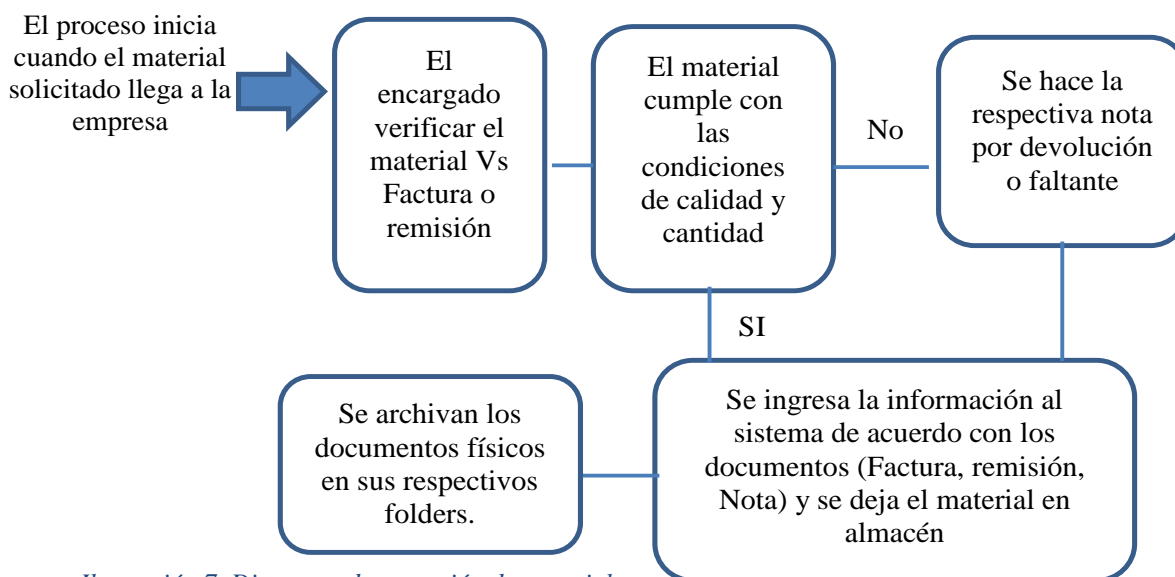 El proceso inicia
cuando el material
solicitado llega a la
empresa
El
encargado
verificar el
material Vs
Factura o
remisión
El material
cumple con
las
condiciones
de calidad y
cantidad
No
Se hace la
respectiva nota
por devolución
o faltante
SI
Se ingresa la información al
sistema de acuerdo con los
documentos (Factura, remisión,
Nota) y se deja el material en
almacén
Se archivan los
documentos físicos
en sus respectivos
folders.